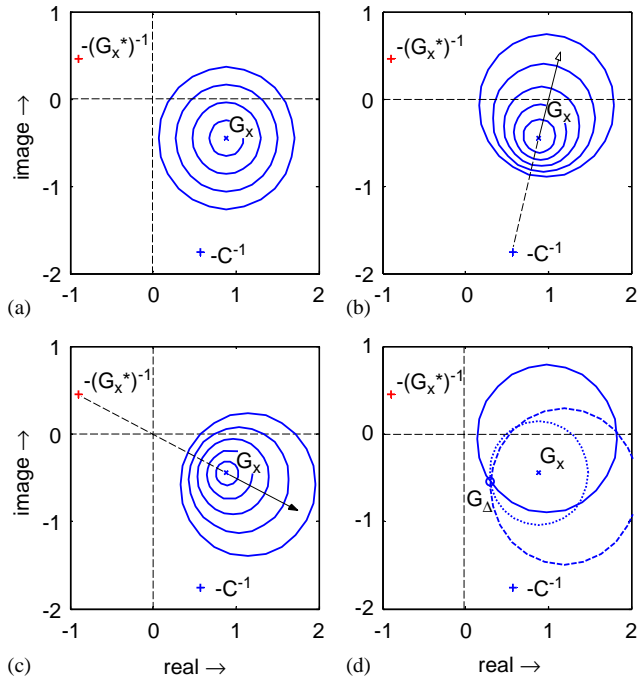 1
0
-1
-2
image →
-(Gₓ*)⁻¹
Gₓ
-C⁻¹
-1 0 1 2
(a)
1
0
-1
-2
-(Gₓ*)⁻¹
Gₓ
-C⁻¹
-1 0 1 2
(b)
1
0
-1
-2
image →
-(Gₓ*)⁻¹
Gₓ
-C⁻¹
-1 0 1 2
(c)
real →
1
0
-1
-2
-(Gₓ*)⁻¹
Gₓ
G_Δ
-C⁻¹
-1 0 1 2
(d)
real →